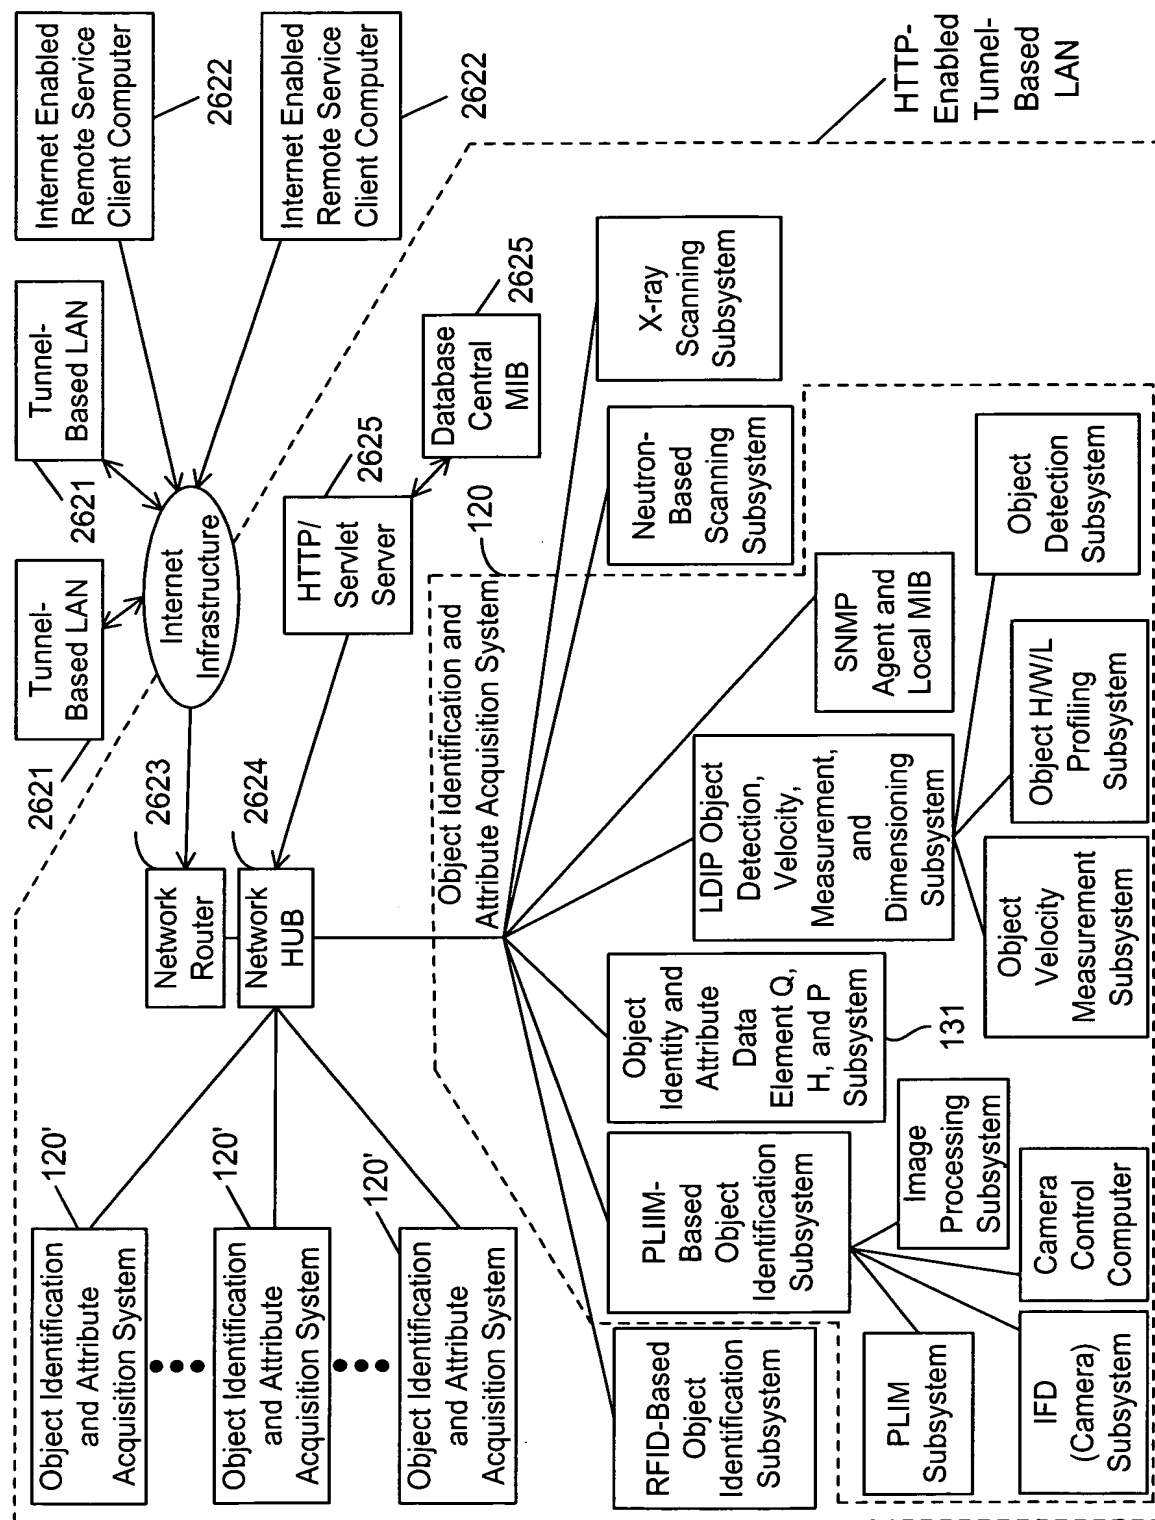 Object Identification
and Attribute
Acquisition System
120'
Object Identification
and Attribute
Acquisition System
120'
Object Identification
and Attribute
Acquisition System
120'
Network
Router
2623
Network
HUB
2624
2621
Tunnel-
Based LAN
2621
Tunnel-
Based LAN
Internet
Infrastructure
Internet Enabled
Remote Service
Client Computer
2622
Internet Enabled
Remote Service
Client Computer
2622
HTTP/
Servlet
Server
2625
Database
Central
MIB
2625
HTTP-
Enabled
Tunnel-
Based
LAN
Object Identification and
Attribute Acquisition System
120
RFID-Based
Object
Identification
Subsystem
PLIIM-
Based
Object
Identification
Subsystem
Object
Identity and
Attribute
Data
Element Q,
H, and P
Subsystem
131
LDIP Object
Detection,
Velocity,
Measurement,
and
Dimensioning
Subsystem
SNMP
Agent and
Local MIB
Neutron-
Based
Scanning
Subsystem
X-ray
Scanning
Subsystem
PLIM
Subsystem
IFD
(Camera)
Subsystem
Camera
Control
Computer
Image
Processing
Subsystem
Object
Velocity
Measurement
Subsystem
Object H/W/L
Profiling
Subsystem
Object
Detection
Subsystem